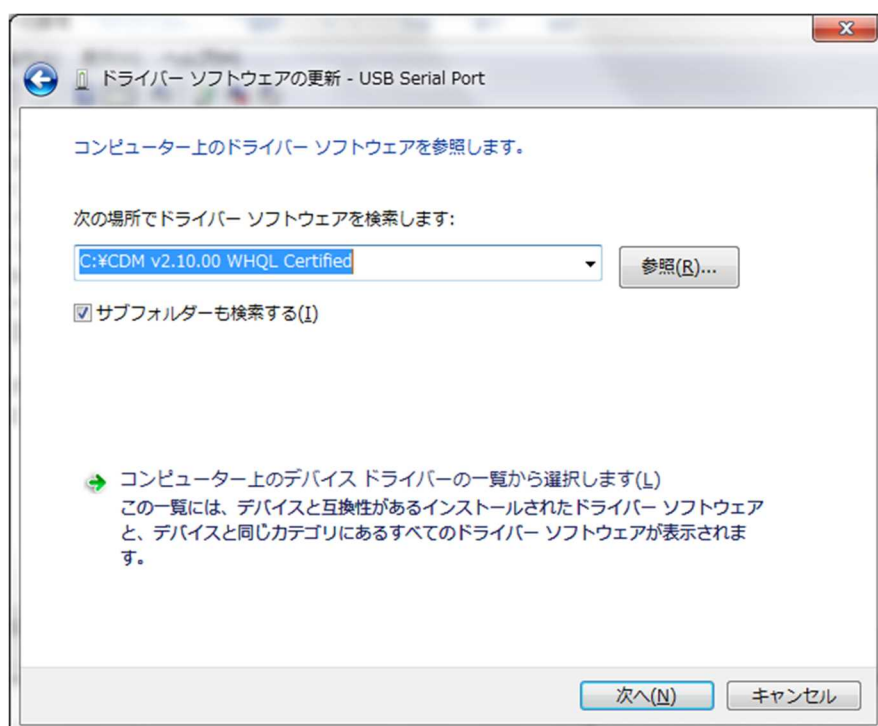 ドライバー ソフトウェアの更新 - USB Serial Port
コンピューター上のドライバー ソフトウェアを参照します。
次の場所でドライバー ソフトウェアを検索します:
C:¥CDM v2.10.00 WHQL Certified
参照(R)...
サブフォルダーも検索する(I)
コンピューター上のデバイス ドライバーの一覧から選択します(L)
この一覧には、デバイスと互換性があるインストールされたドライバー ソフトウェア
と、デバイスと同じカテゴリにあるすべてのドライバー ソフトウェアが表示されま
す。
次へ(N)
キャンセル